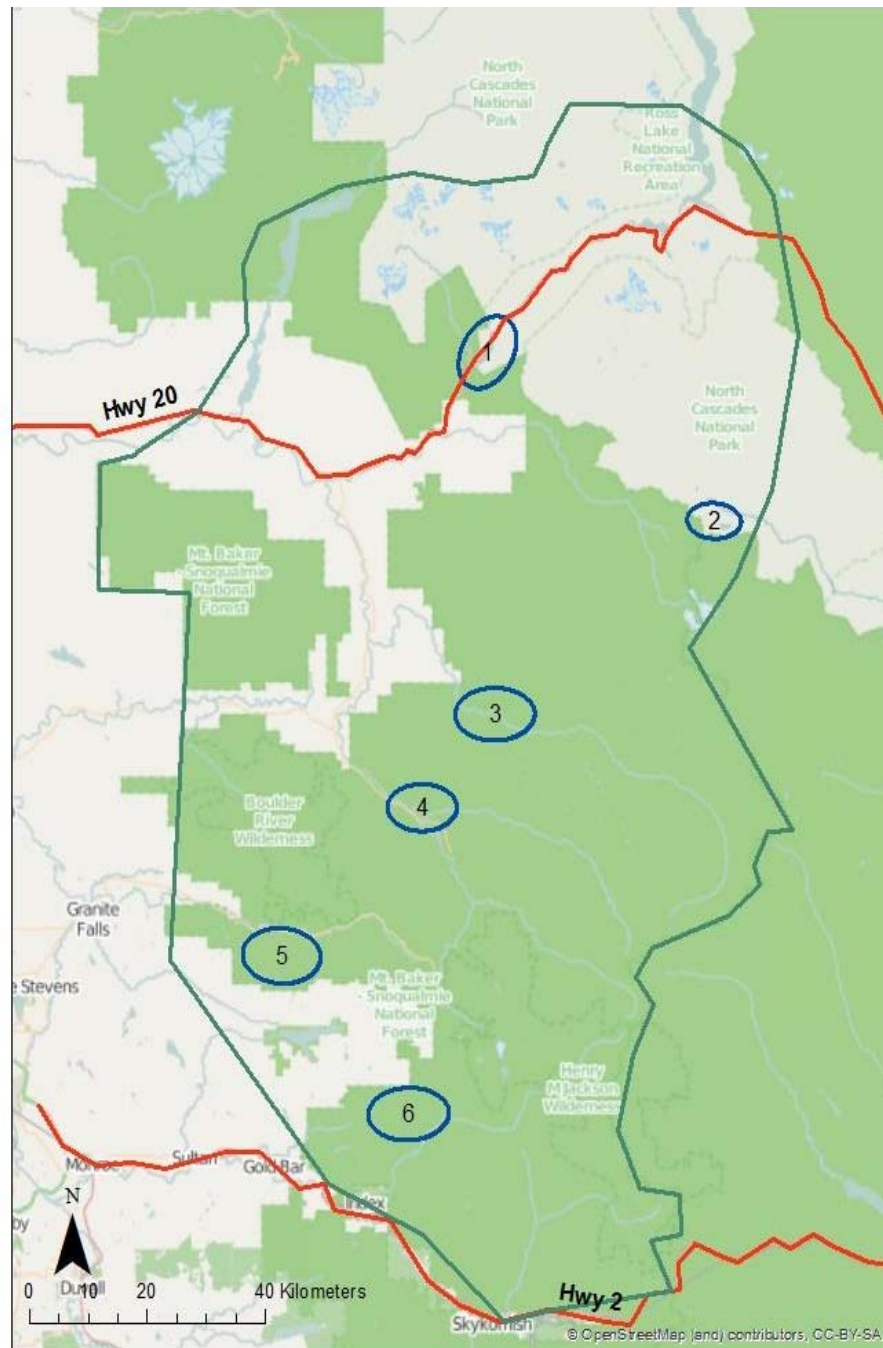 North
Cascades
National
Park
Ross
Lake
National
Recreation
Area
1
Hwy 20
North
Cascades
National
Park
2
Mt. Baker
- Snoqualmie
National
Forest
3
4
Boulder
River
Wilderness
Granite
Falls
5
e Stevens
Mt. Baker
- Snoqualmie
National
Forest
Henry
M Jackson
Wilderness
6
Monroe
Sultan
Gold Bar
Index
N
by
Duvall
0 10 20 40 Kilometers
Hwy 2
Skykomish
© OpenStreetMap (and) contributors, CC-BY-SA